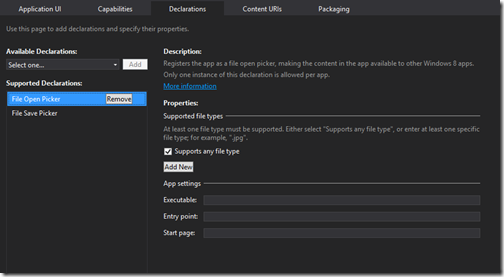 Application UI Capabilities Declarations Content URIs Packaging
Use this page to add declarations and specify their properties.
Available Declarations:
Select one... Add
Supported Declarations:
File Open Picker Remove
File Save Picker
Description:
Registers the app as a file open picker, making the content in the app available to other Windows 8 apps.
Only one instance of this declaration is allowed per app.
More information
Properties:
Supported file types
At least one file type must be supported. Either select "Supports any file type", or enter at least one specific
file type; for example, ".jpg".
Supports any file type
Add New
App settings
Executable:
Entry point:
Start page: